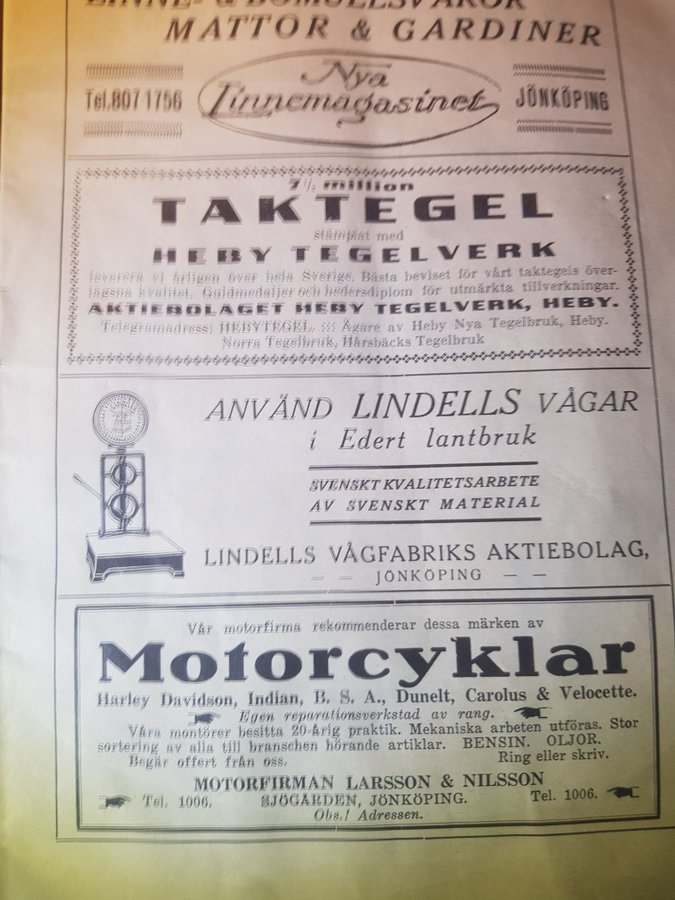 LINNE- & BOMULLSVAROR
MATTOR & GARDINER
Nya
Tel. 807 1756 Linnemagasinet JÖNKÖPING
7½ million
TAKTEGEL
stämplat med
HEBY TEGELVERK
leverera vi årligen över hela Sverige. Bästa beviset för vårt taktegels över-
lägsna kvalitet. Guldmedaljer och hedersdiplom för utmärkta tillverkningar.
AKTIEBOLAGET HEBY TEGELVERK, HEBY.
Telegramadress: HEBYTEGEL. Ägare av Heby Nya Tegelbruk, Heby.
Norra Tegelbruk, Hårsbäcks Tegelbruk
ANVÄND LINDELLS VÅGAR
i Edert lantbruk
SVENSKT KVALITETSARBETE
AV SVENSKT MATERIAL
LINDELLS VÅGFABRIKS AKTIEBOLAG,
— — JÖNKÖPING — —
Vår motorfirma rekommenderar dessa märken av
Motorcyklar
Harley Davidson, Indian, B. S. A., Dunelt, Carolus & Velocette.
Egen reparationsverkstad av rang.
Våra montörer besitta 20-årig praktik. Mekaniska arbeten utföras. Stor
sortering av alla till branschen hörande artiklar. BENSIN. OLJOR.
Begär offert från oss. Ring eller skriv.
MOTORFIRMAN LARSSON & NILSSON
Tel. 1006. SJÖGÅRDEN, JÖNKÖPING. Tel. 1006.
Obs.! Adressen.